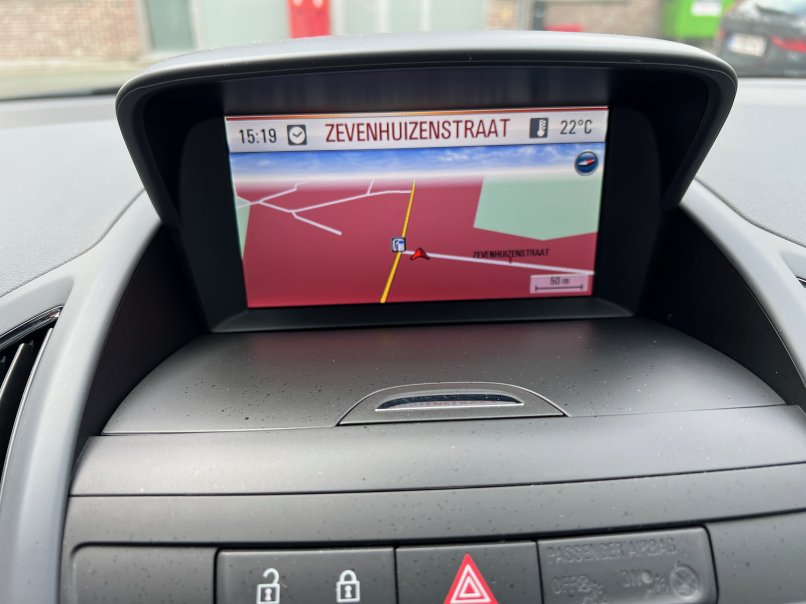 15:19 ZEVENHUIZENSTRAAT 22°C
ZEVENHUIZENSTRAAT
50 m
PASSENGER AIRBAG
OFF ON